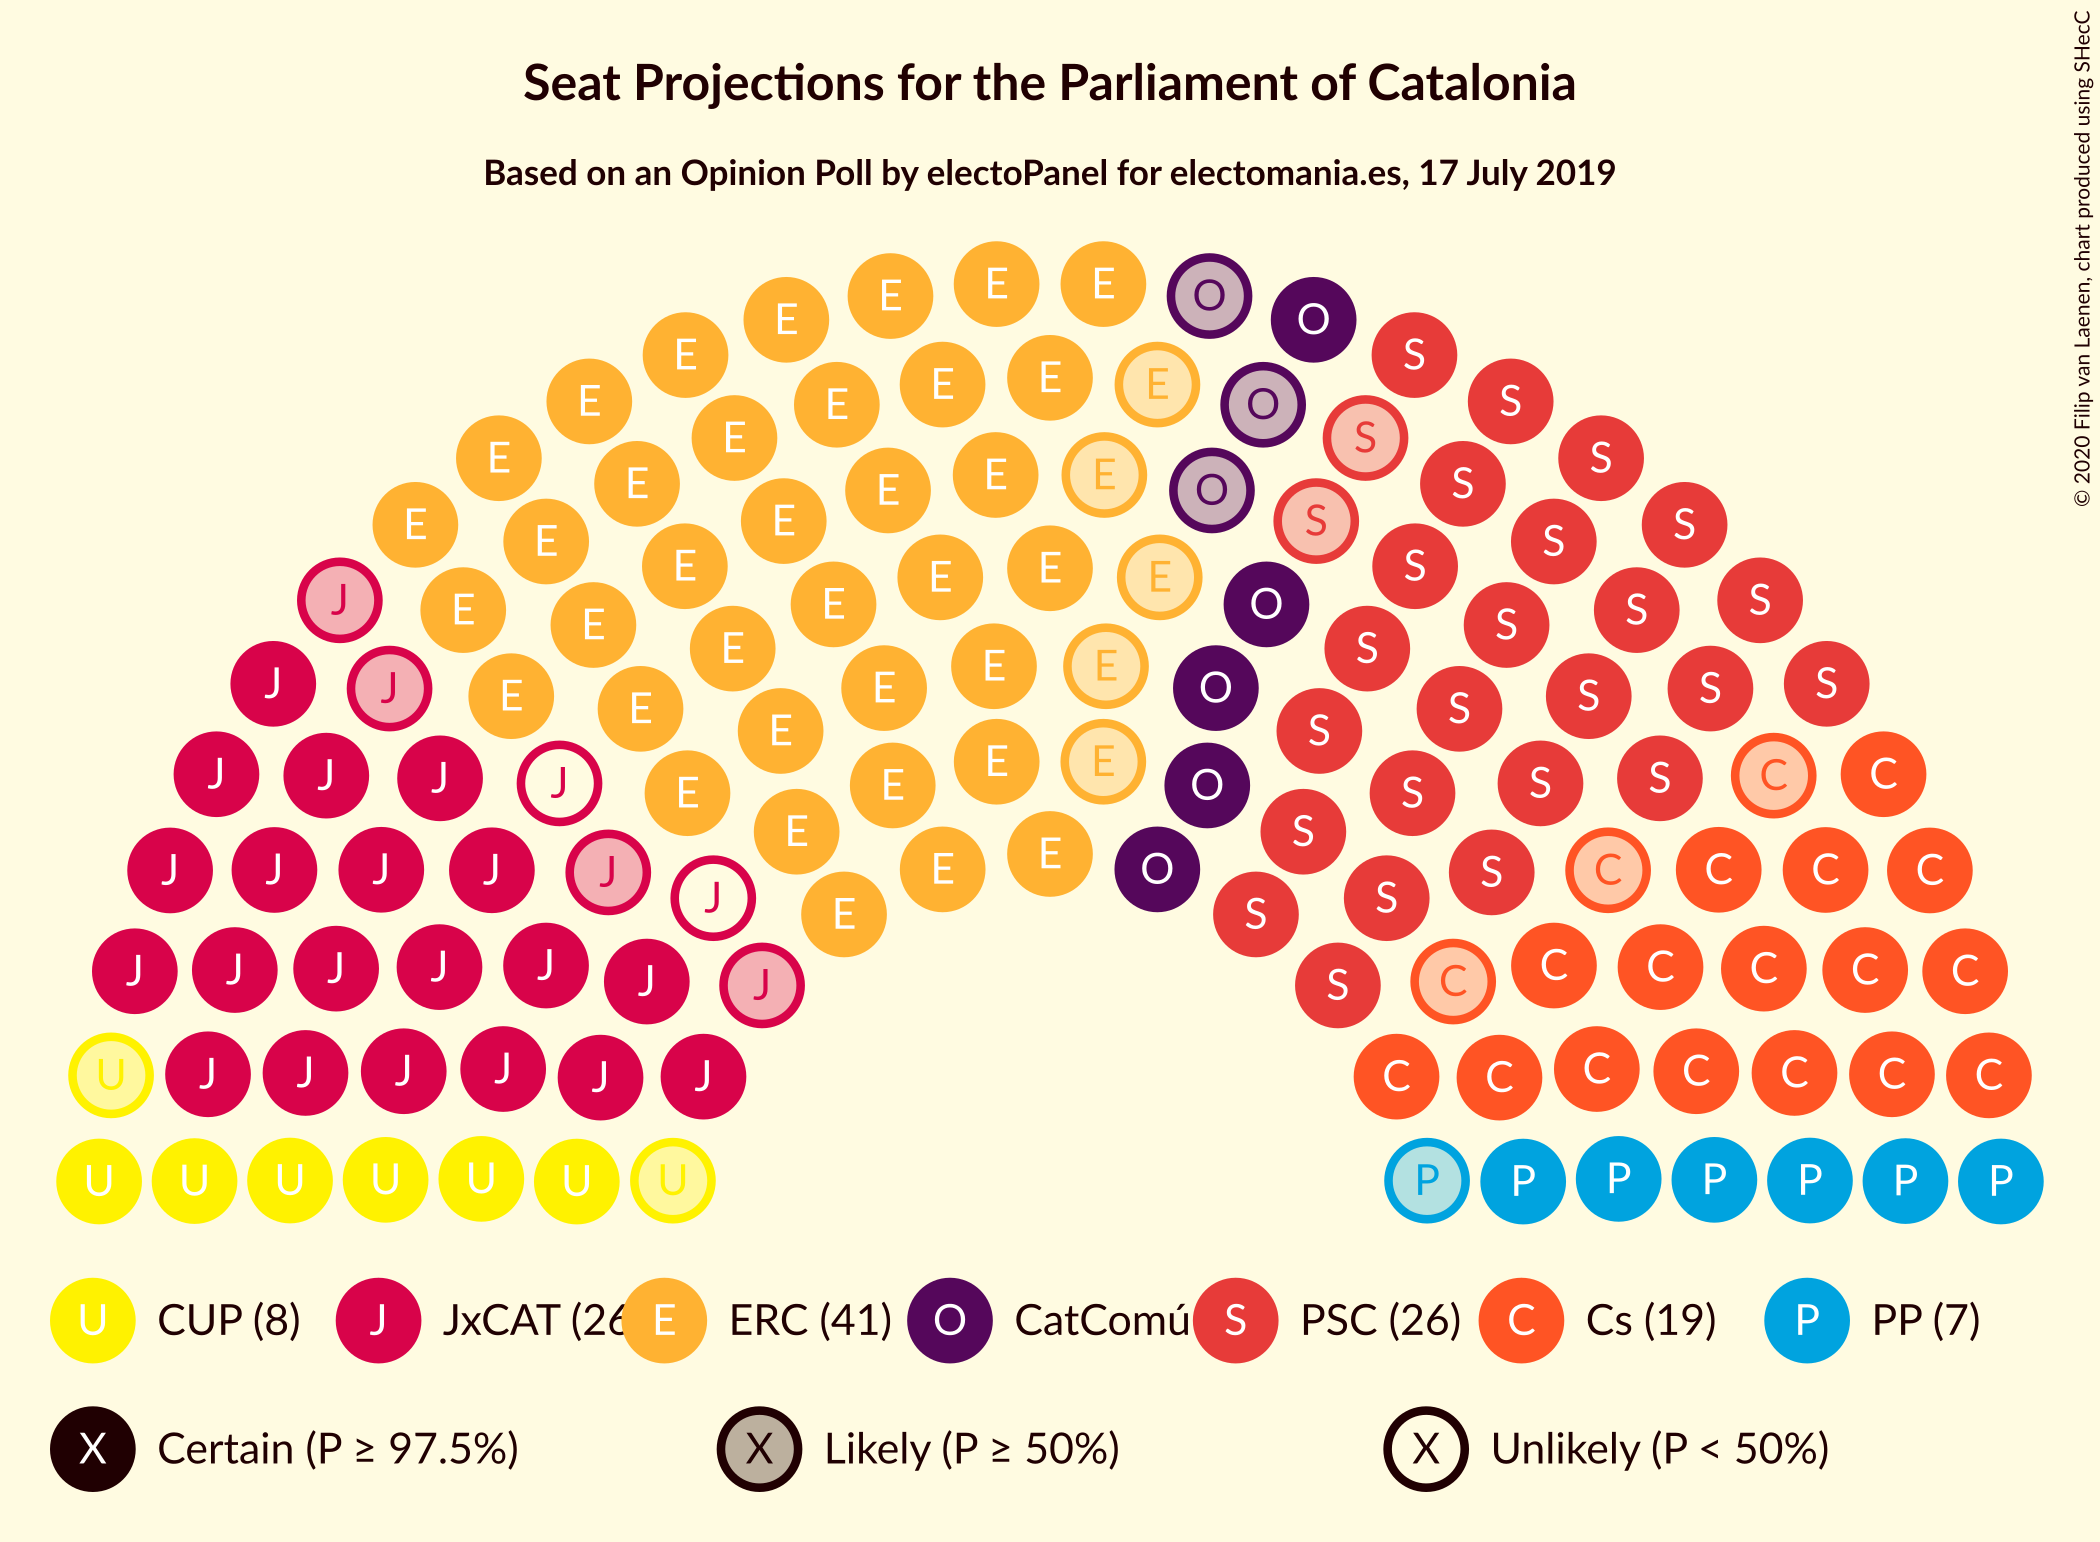 Seat Projections for the Parliament of Catalonia
Based on an Opinion Poll by electoPanel for electomania.es, 17 July 2019
© 2020 Filip van Laenen, chart produced using SHecC
E E E O O
E E S
E E E E O S
E E E S S
E E E E O S
E E E S S
E E E E O S
J E E E S S S
E E E E O S
J J E E E O S S S S
J J J J E E E E O S S S S C C
J J J J J J E E E O S S S C C C C
J J J J J J J S C C C C C C
U J J J J J J C C C C C C C
U U U U U U U P P P P P P P
U CUP (8) J JxCAT (26 E ERC (41) O CatComú S PSC (26) C Cs (19) P PP (7)
X Certain (P ≥ 97.5%) X Likely (P ≥ 50%) X Unlikely (P < 50%)